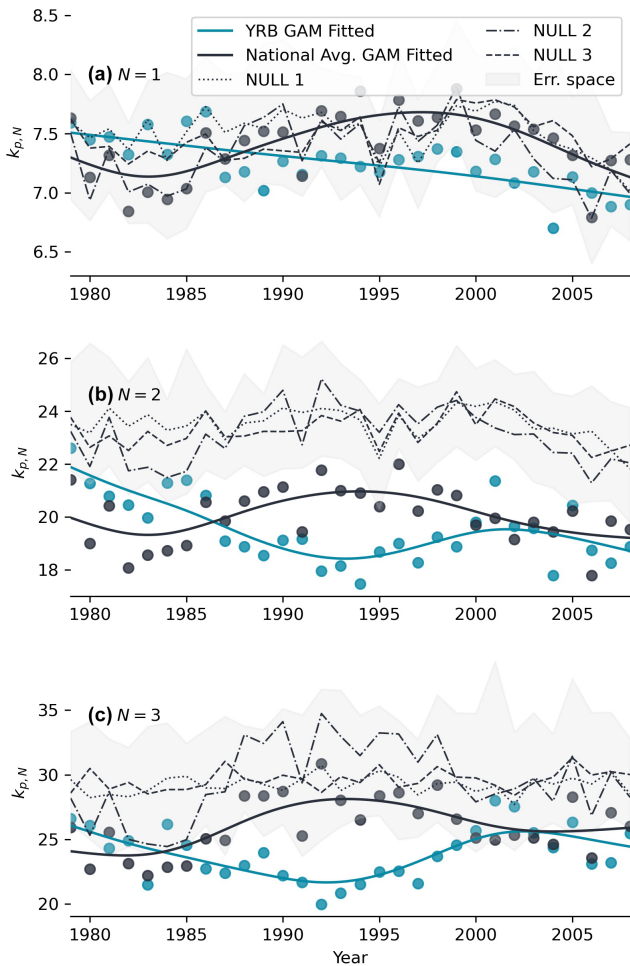 8.5
8.0
7.5
7.0
6.5
k_{p,N}
YRB GAM Fitted
National Avg. GAM Fitted
NULL 1
NULL 2
NULL 3
Err. space
(a) N = 1
1980 1985 1990 1995 2000 2005
26
24
22
20
18
k_{p,N}
(b) N = 2
1980 1985 1990 1995 2000 2005
35
30
25
20
k_{p,N}
(c) N = 3
1980 1985 1990 1995 2000 2005
Year